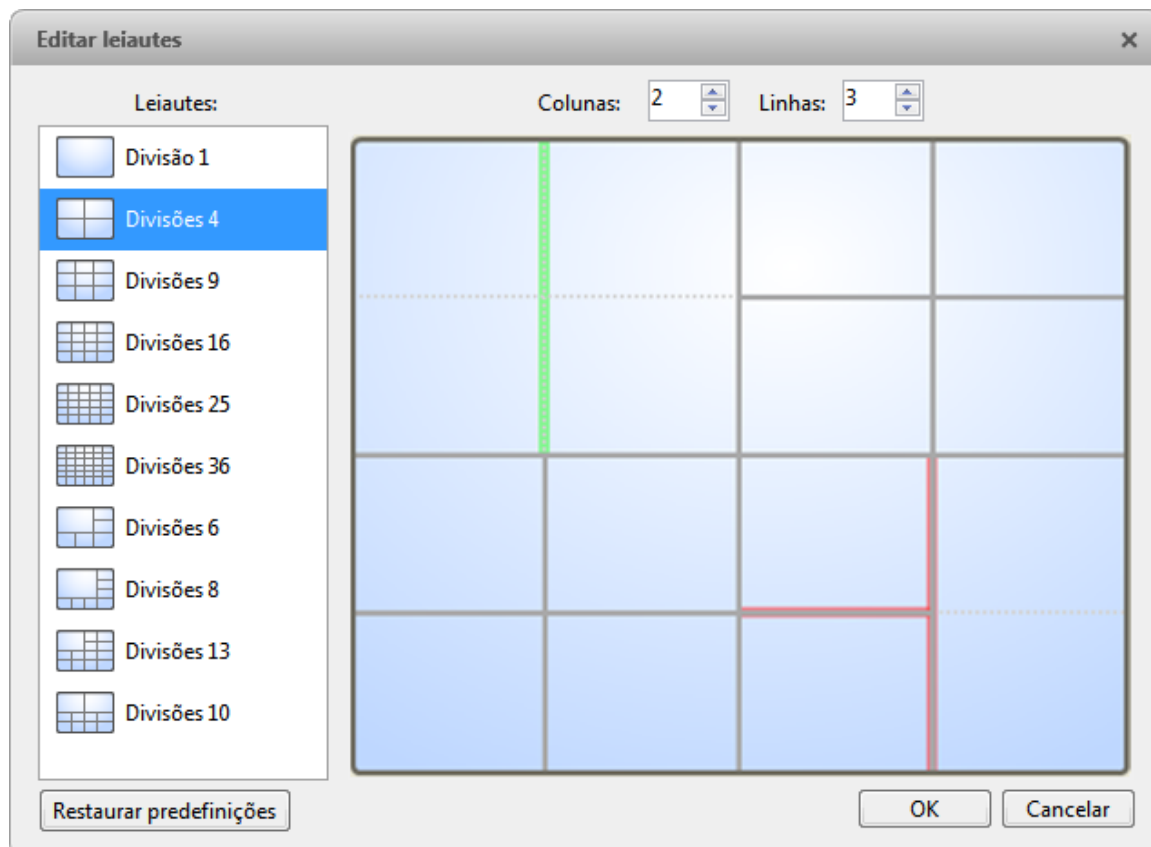 Editar leiautes
Leiautes:
Colunas: 2 Linhas: 3
Divisão 1
Divisões 4
Divisões 9
Divisões 16
Divisões 25
Divisões 36
Divisões 6
Divisões 8
Divisões 13
Divisões 10
Restaurar predefinições
OK
Cancelar